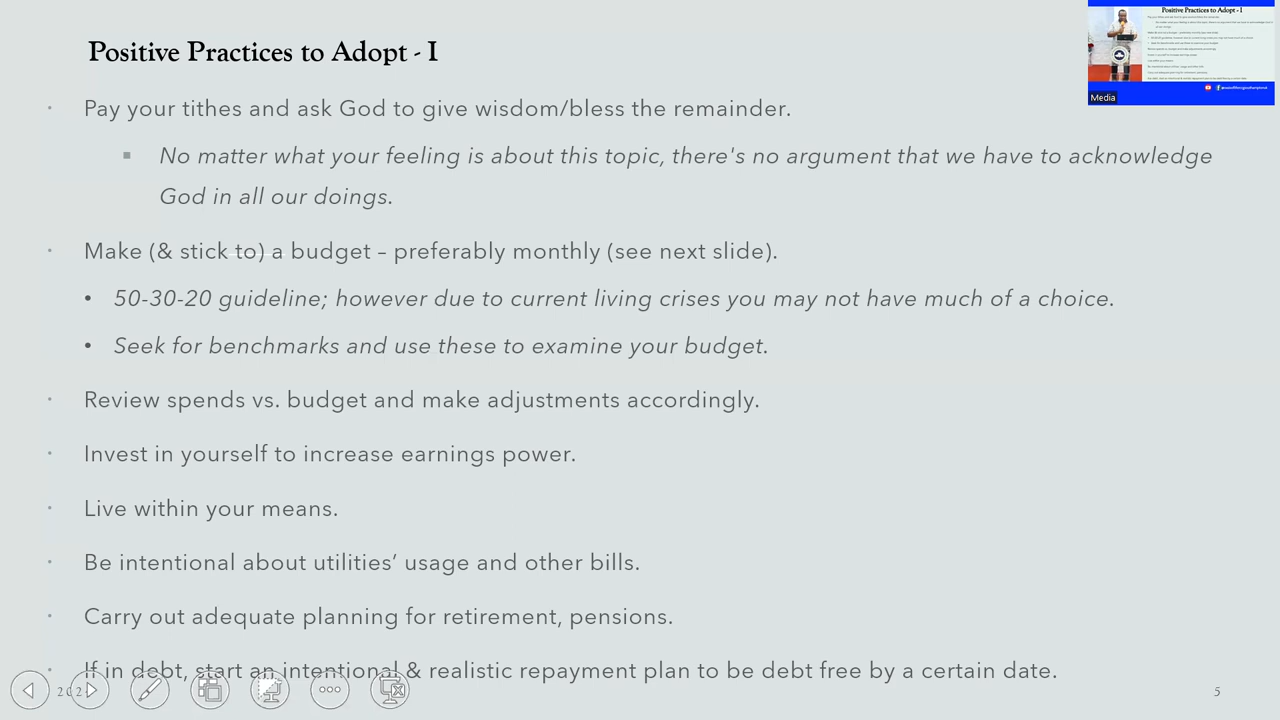 Positive Practices to Adopt - I
Positive Practices to Adopt - I
Media
Pay your tithes and ask God to give wisdom/bless the remainder.
No matter what your feeling is about this topic, there's no argument that we have to acknowledge
God in all our doings.
Make (& stick to) a budget – preferably monthly (see next slide).
50-30-20 guideline; however due to current living crises you may not have much of a choice.
Seek for benchmarks and use these to examine your budget.
Review spends vs. budget and make adjustments accordingly.
Invest in yourself to increase earnings power.
Live within your means.
Be intentional about utilities’ usage and other bills.
Carry out adequate planning for retirement, pensions.
If in debt, start an intentional & realistic repayment plan to be debt free by a certain date.
5